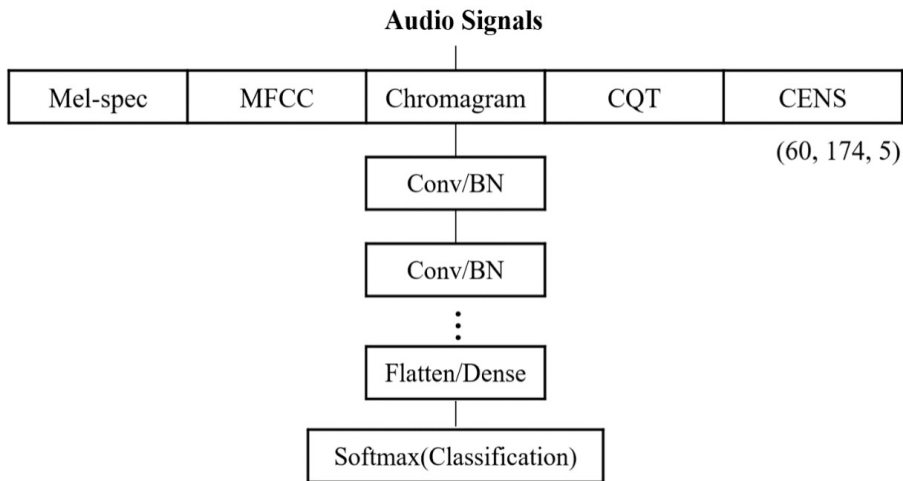 Audio Signals
Mel-spec MFCC Chromagram CQT CENS
(60, 174, 5)
Conv/BN
Conv/BN
Flatten/Dense
Softmax(Classification)